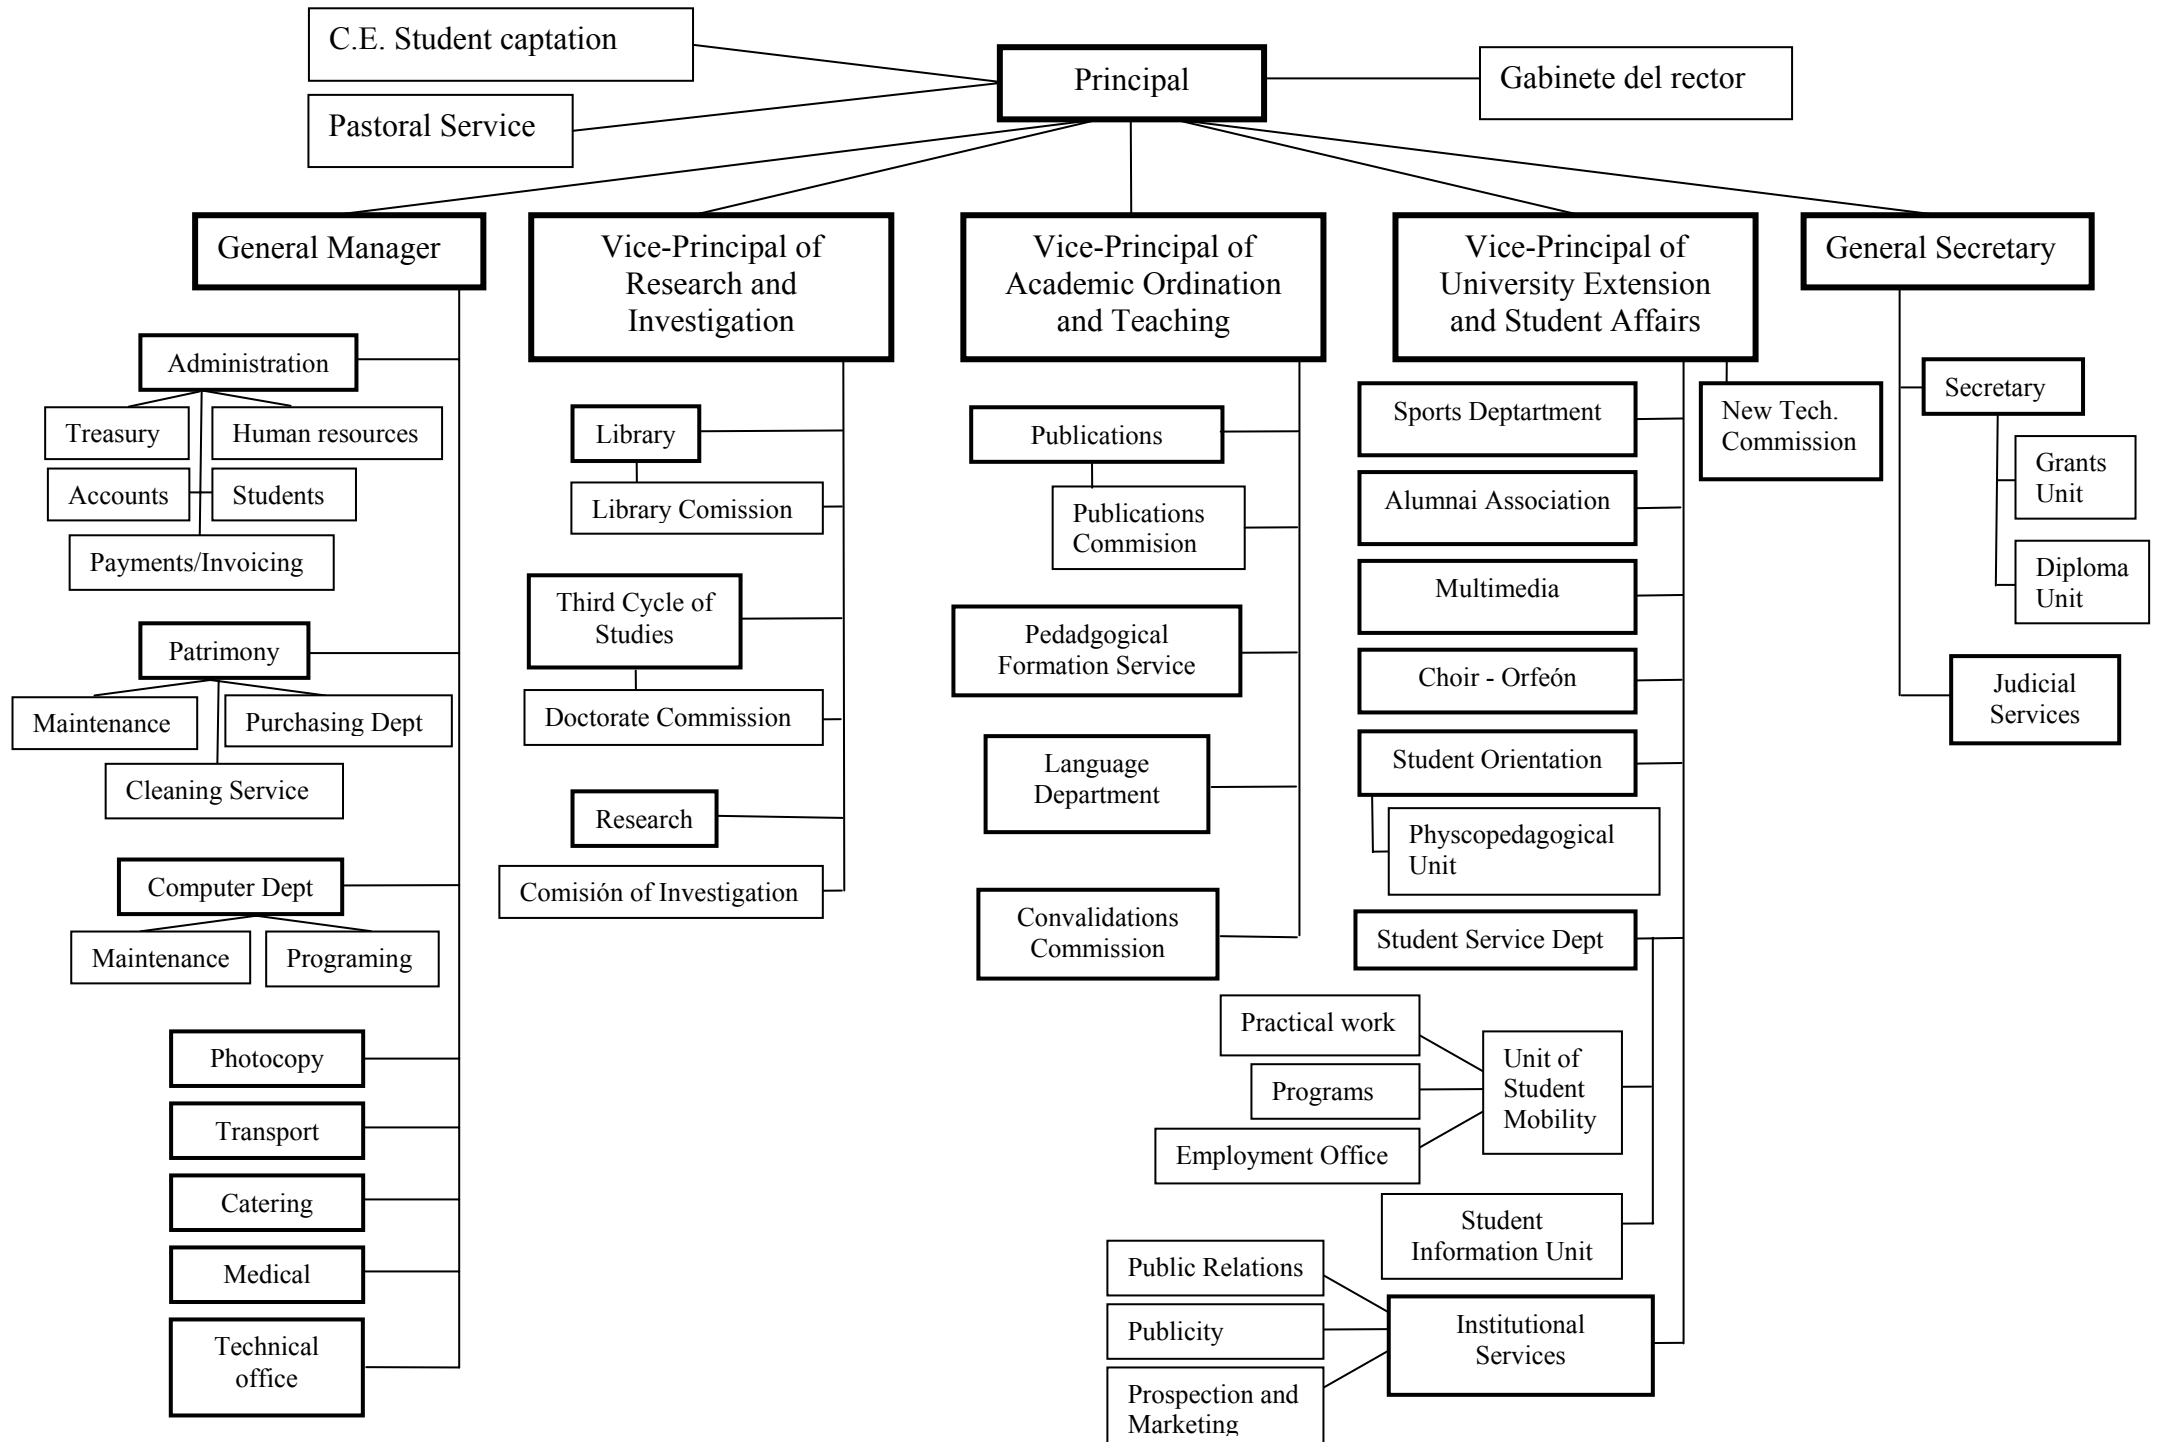 C.E. Student captation
Principal
Gabinete del rector
Pastoral Service
General Manager
Vice-Principal of
Research and
Investigation
Vice-Principal of
Academic Ordination
and Teaching
Vice-Principal of
University Extension
and Student Affairs
General Secretary
Administration
Treasury
Human resources
Accounts
Students
Payments/Invoicing
Patrimony
Maintenance
Purchasing Dept
Cleaning Service
Computer Dept
Maintenance
Programing
Photocopy
Transport
Catering
Medical
Technical
office
Library
Library Comission
Third Cycle of
Studies
Doctorate Commission
Research
Comisión of Investigation
Publications
Publications
Commision
Pedadgogical
Formation Service
Language
Department
Convalidations
Commission
Sports Deptartment
New Tech.
Commission
Alumnai Association
Multimedia
Choir - Orfeón
Student Orientation
Physcopedagogical
Unit
Student Service Dept
Practical work
Programs
Employment Office
Unit of
Student
Mobility
Student
Information Unit
Public Relations
Publicity
Prospection and
Marketing
Institutional
Services
Secretary
Grants
Unit
Diploma
Unit
Judicial
Services